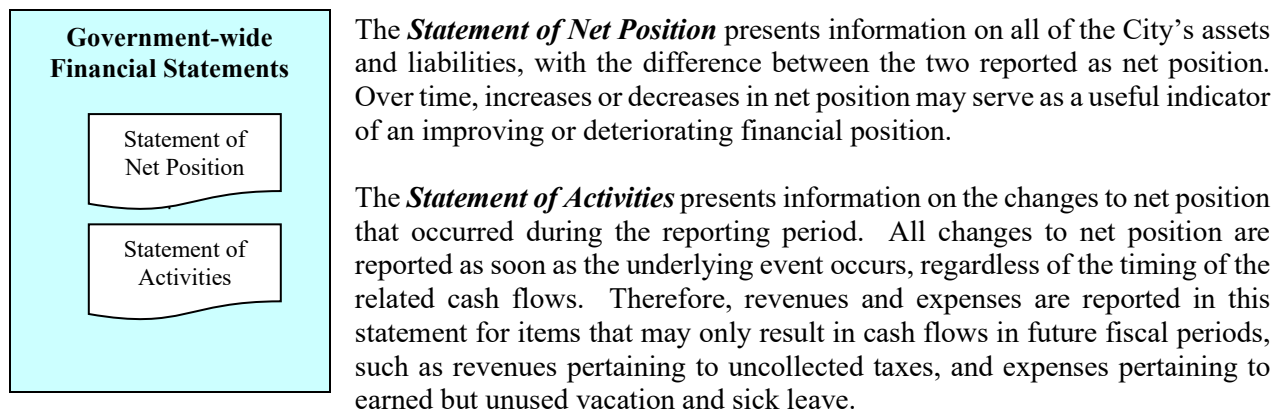 Government-wide
Financial Statements
Statement of
Net Position
Statement of
Activities
The Statement of Net Position presents information on all of the City’s assets
and liabilities, with the difference between the two reported as net position.
Over time, increases or decreases in net position may serve as a useful indicator
of an improving or deteriorating financial position.
The Statement of Activities presents information on the changes to net position
that occurred during the reporting period. All changes to net position are
reported as soon as the underlying event occurs, regardless of the timing of the
related cash flows. Therefore, revenues and expenses are reported in this
statement for items that may only result in cash flows in future fiscal periods,
such as revenues pertaining to uncollected taxes, and expenses pertaining to
earned but unused vacation and sick leave.